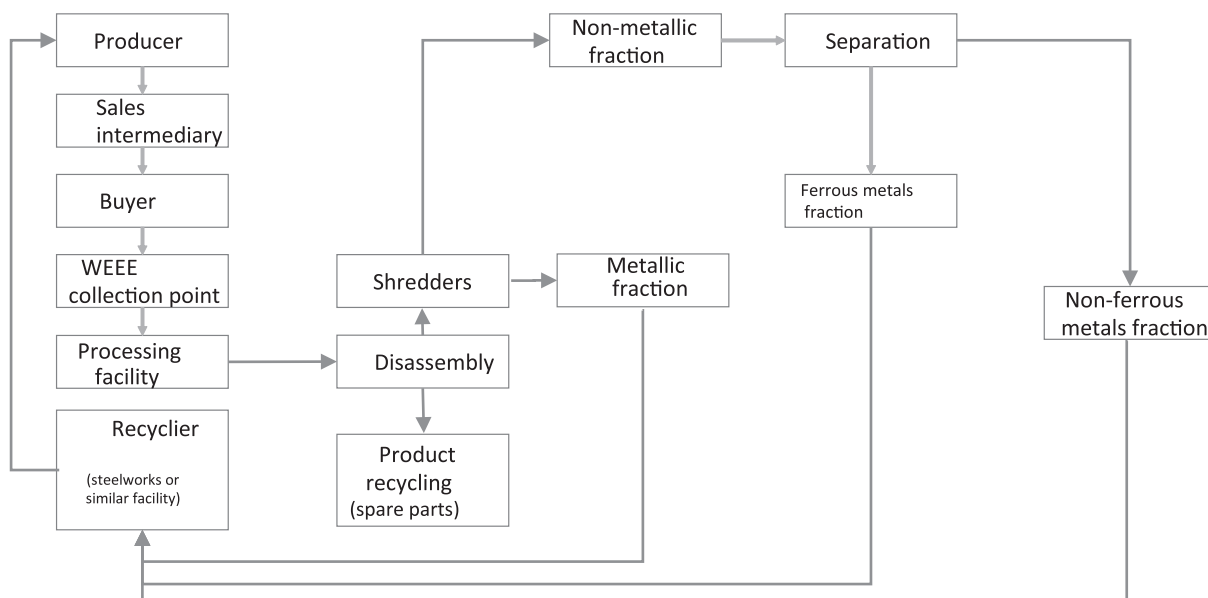 Producer
Sales
intermediary
Buyer
WEEE
collection point
Processing
facility
Recyclier
(steelworks or
similar facility)
Shredders
Disassembly
Product
recycling
(spare parts)
Non-metallic
fraction
Metallic
fraction
Separation
Ferrous metals
fraction
Non-ferrous
metals fraction